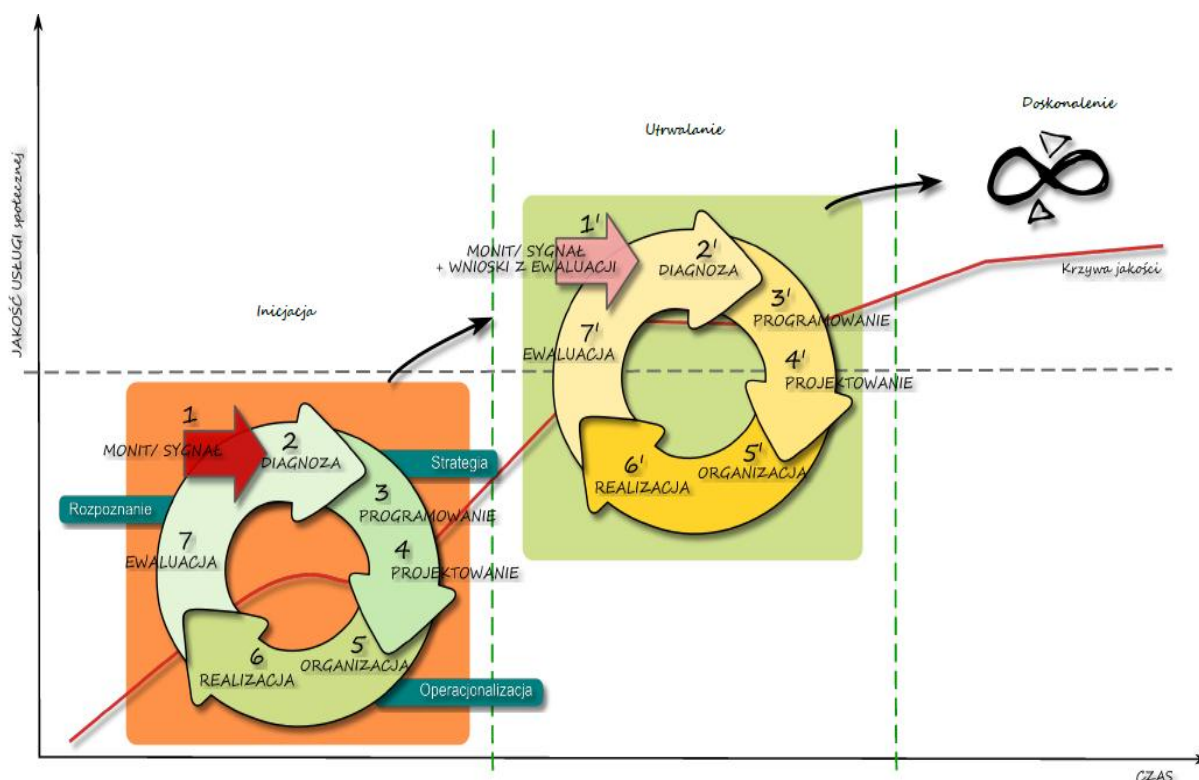 Doskonalenie
Utrwalanie
JAKOŚĆ USŁUGI społecznej
1'
MONIT/ SYGNAŁ
+ WNIOSKI Z EWALUACJI
2'
DIAGNOZA
Krzywa jakości
3'
PROGRAMOWANIE
Inicjacja
7'
EWALUACJA
4'
PROJEKTOWANIE
1
MONIT/ SYGNAŁ
2
DIAGNOZA
Strategia
5'
ORGANIZACJA
6'
REALIZACJA
Rozpoznanie
3
PROGRAMOWANIE
7
EWALUACJA
4
PROJEKTOWANIE
5
ORGANIZACJA
6
REALIZACJA
Operacjonalizacja
CZAS